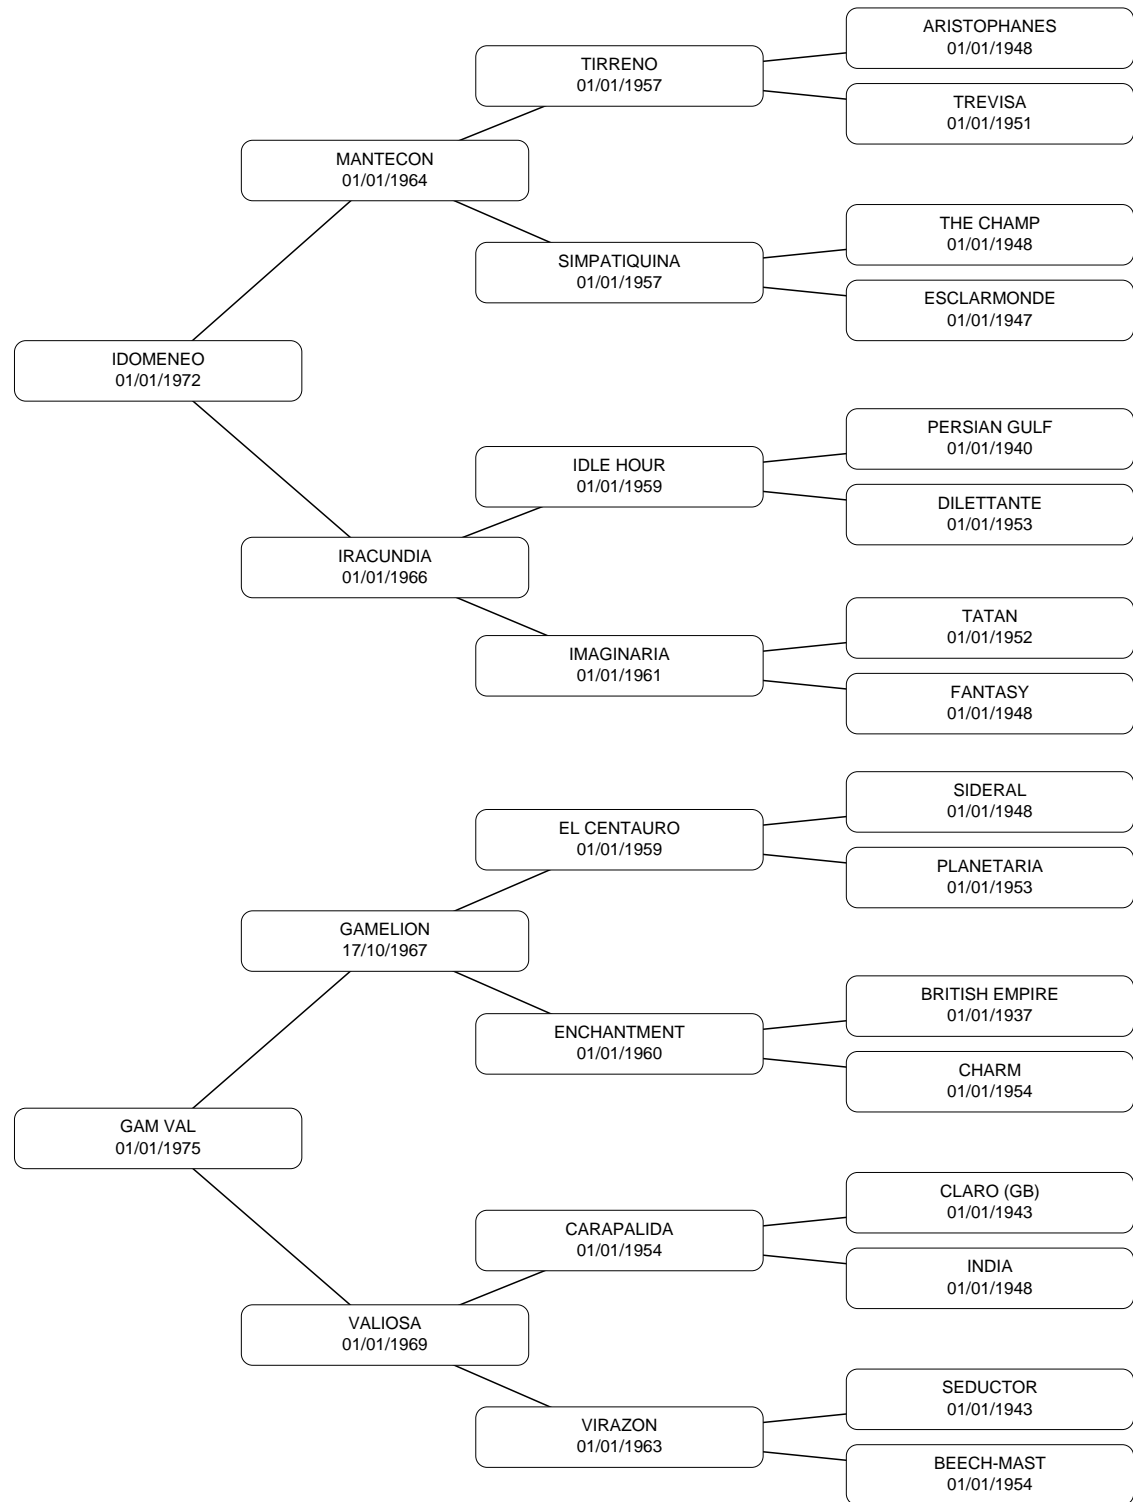 ARISTOPHANES
01/01/1948
TIRRENO
01/01/1957
TREVISA
01/01/1951
MANTECON
01/01/1964
THE CHAMP
01/01/1948
SIMPATIQUINA
01/01/1957
ESCLARMONDE
01/01/1947
IDOMENEO
01/01/1972
PERSIAN GULF
01/01/1940
IDLE HOUR
01/01/1959
DILETTANTE
01/01/1953
IRACUNDIA
01/01/1966
TATAN
01/01/1952
IMAGINARIA
01/01/1961
FANTASY
01/01/1948
SIDERAL
01/01/1948
EL CENTAURO
01/01/1959
PLANETARIA
01/01/1953
GAMELION
17/10/1967
BRITISH EMPIRE
01/01/1937
ENCHANTMENT
01/01/1960
CHARM
01/01/1954
GAM VAL
01/01/1975
CLARO (GB)
01/01/1943
CARAPALIDA
01/01/1954
INDIA
01/01/1948
VALIOSA
01/01/1969
SEDUCTOR
01/01/1943
VIRAZON
01/01/1963
BEECH-MAST
01/01/1954